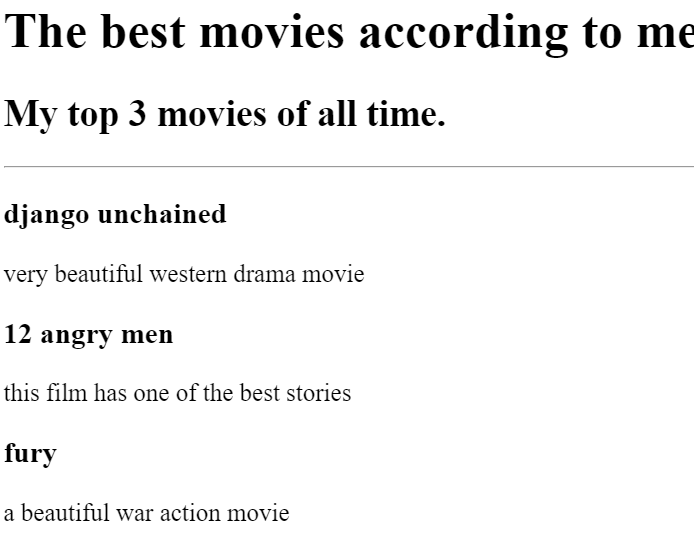 The best movies according to me
My top 3 movies of all time.
django unchained
very beautiful western drama movie
12 angry men
this film has one of the best stories
fury
a beautiful war action movie